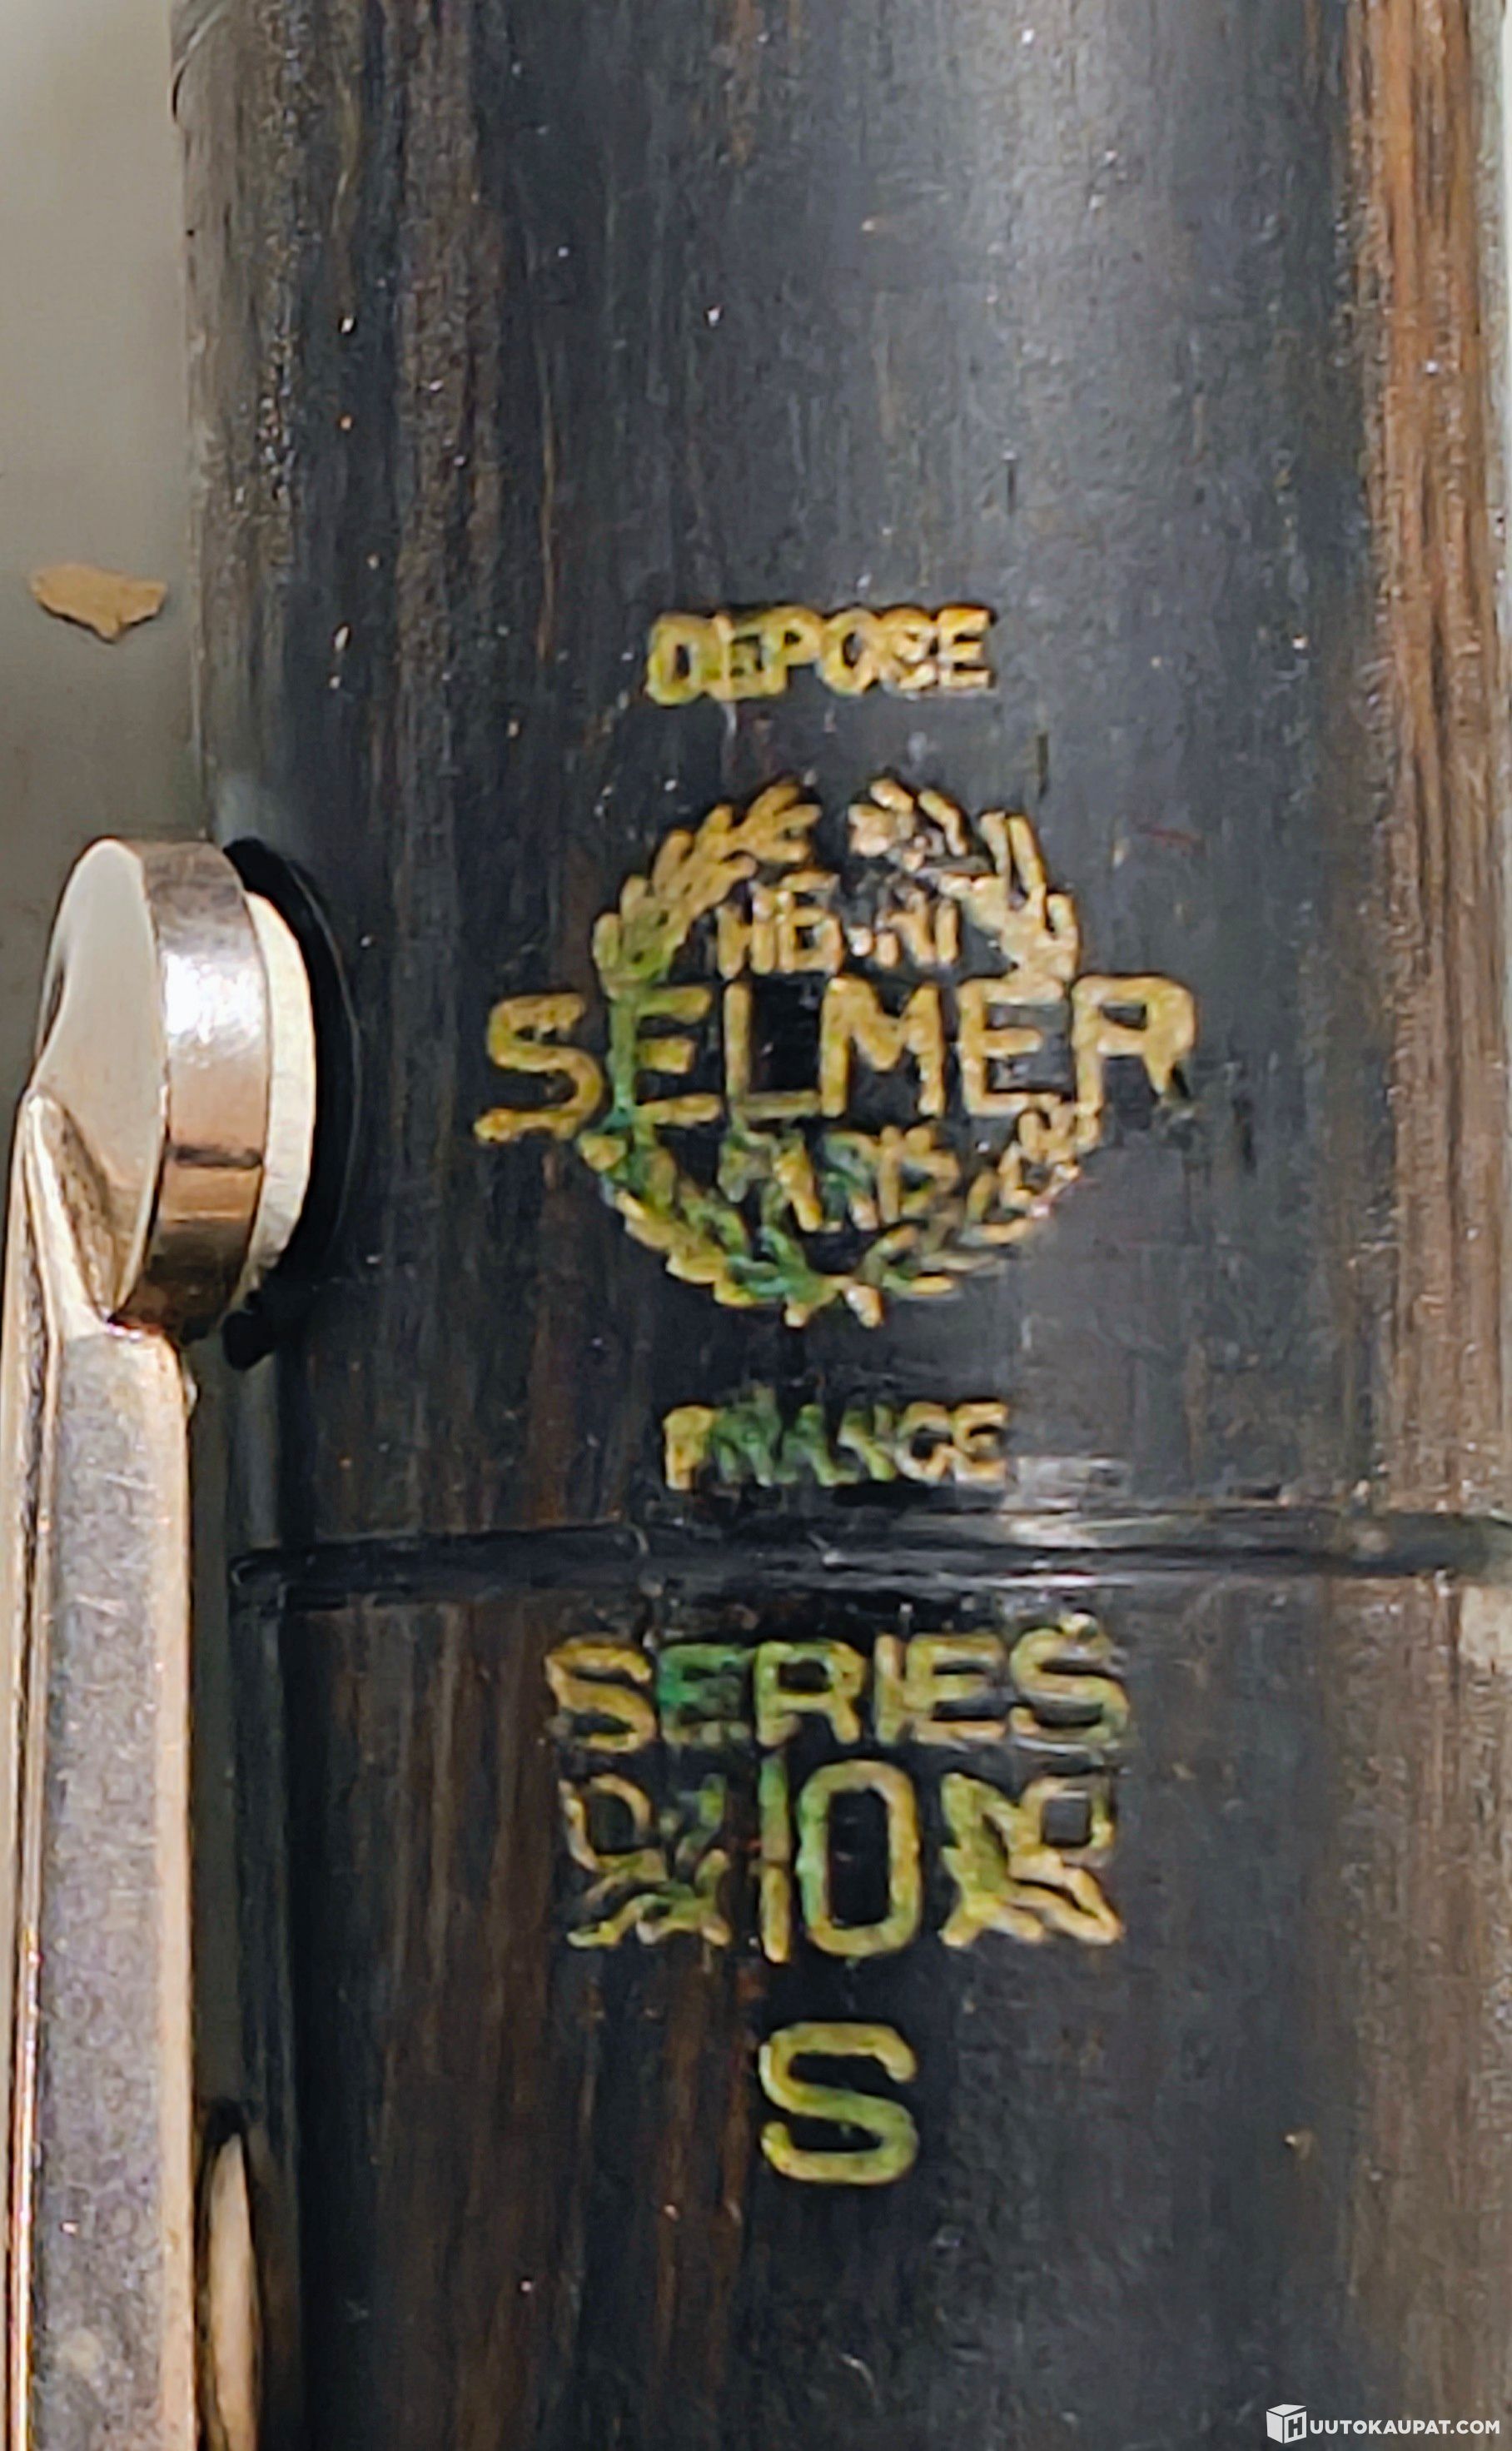 DEPOSE
HENRI
SELMER
PARIS
FRANCE
SERIES
10
S
HUUTOKAUPAT.COM